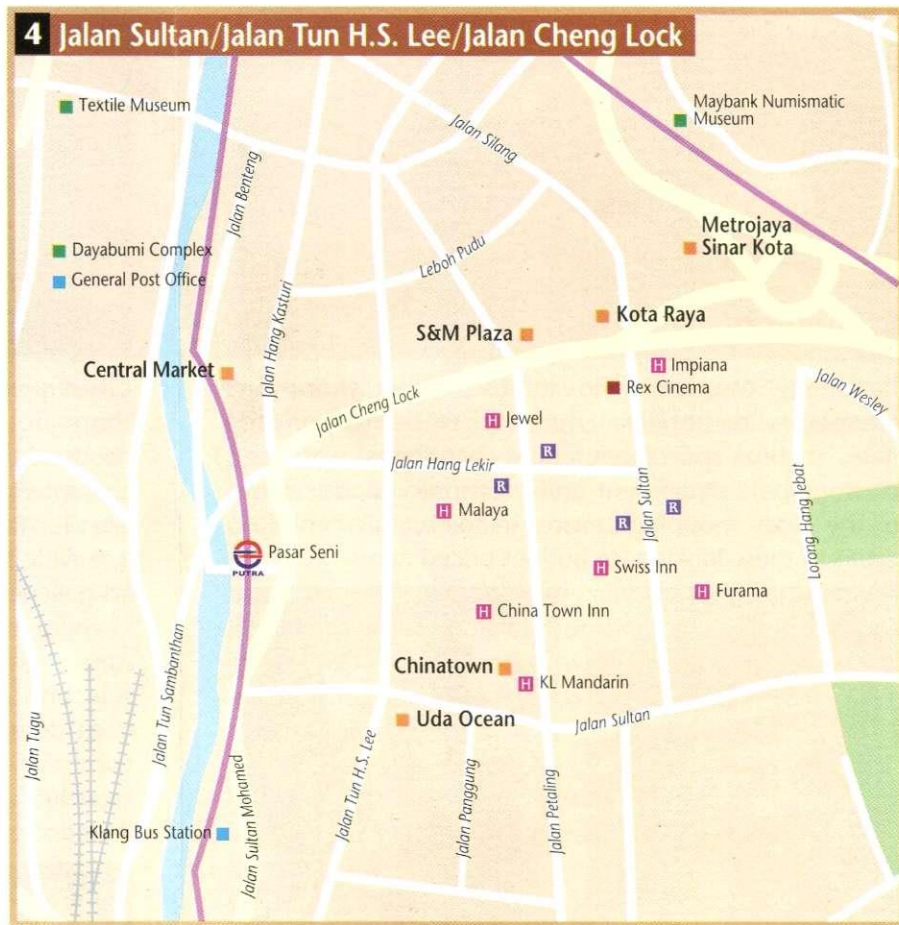 4 Jalan Sultan/Jalan Tun H.S. Lee/Jalan Cheng Lock
Textile Museum
Maybank Numismatic
Museum
Jalan Silang
Jalan Benteng
Metrojaya
Sinar Kota
Dayabumi Complex
General Post Office
Leboh Pudu
Jalan Hang Kasturi
Kota Raya
S&M Plaza
Central Market
H Impiana
Rex Cinema
Jalan Wesley
Jalan Cheng Lock
H Jewel
R
Jalan Hang Lekir
R
H Malaya
Jalan Sultan
R
R
Lorong Hang Jebat
Pasar Seni
PUTRA
H Swiss Inn
H Furama
H China Town Inn
Chinatown
H KL Mandarin
Uda Ocean
Jalan Sultan
Jalan Tun Sambanthan
Jalan Tugu
Jalan Tun H.S. Lee
Jalan Panggung
Jalan Petaling
Jalan Sultan Mohamed
Klang Bus Station